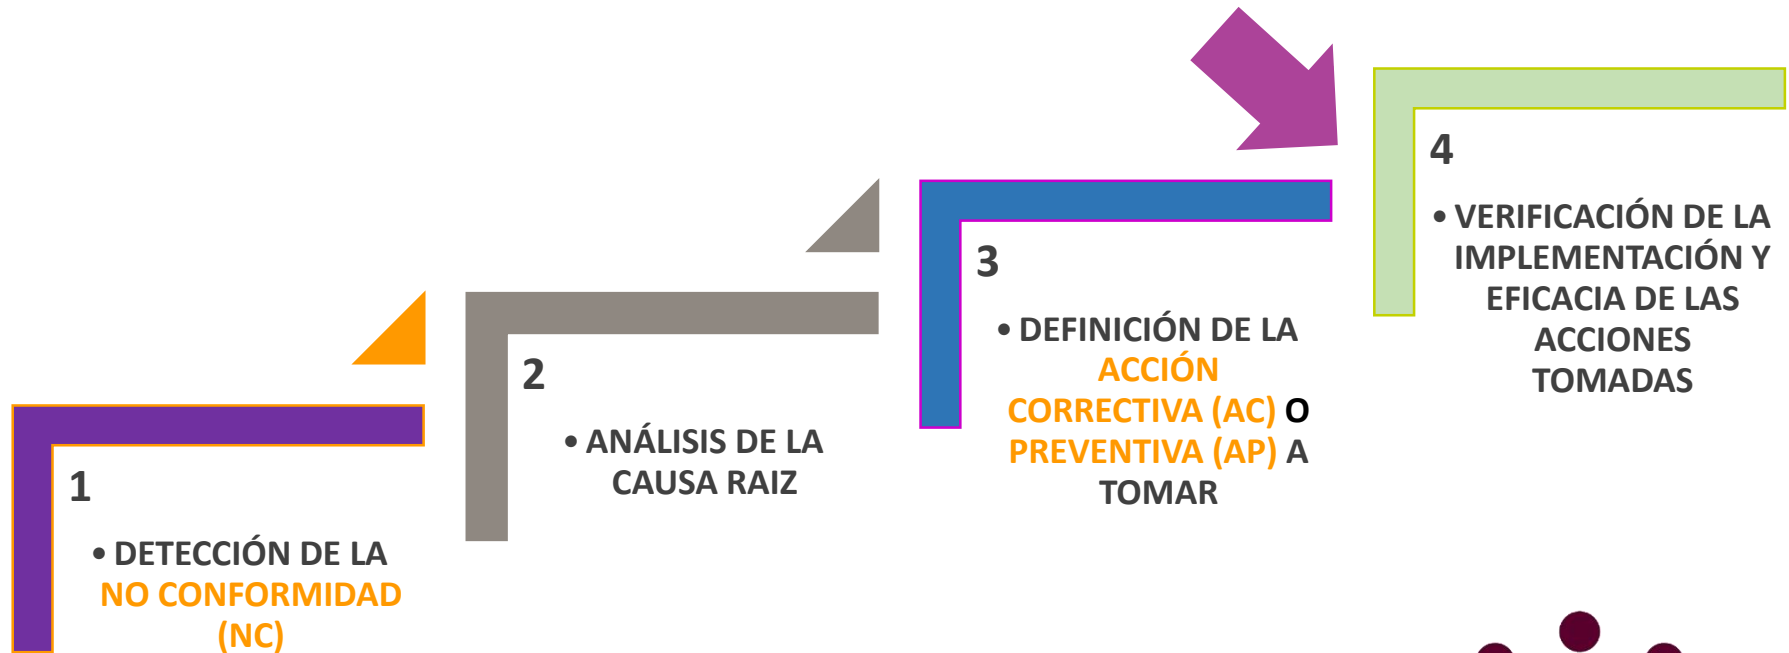 1
• DETECCIÓN DE LA
NO CONFORMIDAD
(NC)
2
• ANÁLISIS DE LA
CAUSA RAIZ
3
• DEFINICIÓN DE LA
ACCIÓN
CORRECTIVA (AC) O
PREVENTIVA (AP) A
TOMAR
4
• VERIFICACIÓN DE LA
IMPLEMENTACIÓN Y
EFICACIA DE LAS
ACCIONES
TOMADAS